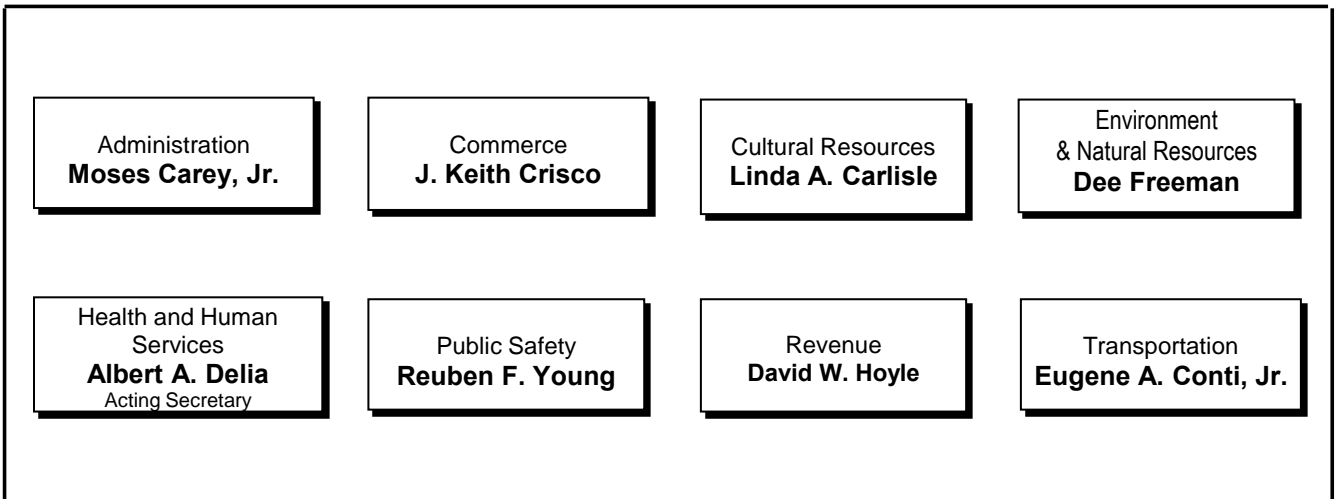 Administration
Moses Carey, Jr.
Commerce
J. Keith Crisco
Cultural Resources
Linda A. Carlisle
Environment
& Natural Resources
Dee Freeman
Health and Human
Services
Albert A. Delia
Acting Secretary
Public Safety
Reuben F. Young
Revenue
David W. Hoyle
Transportation
Eugene A. Conti, Jr.